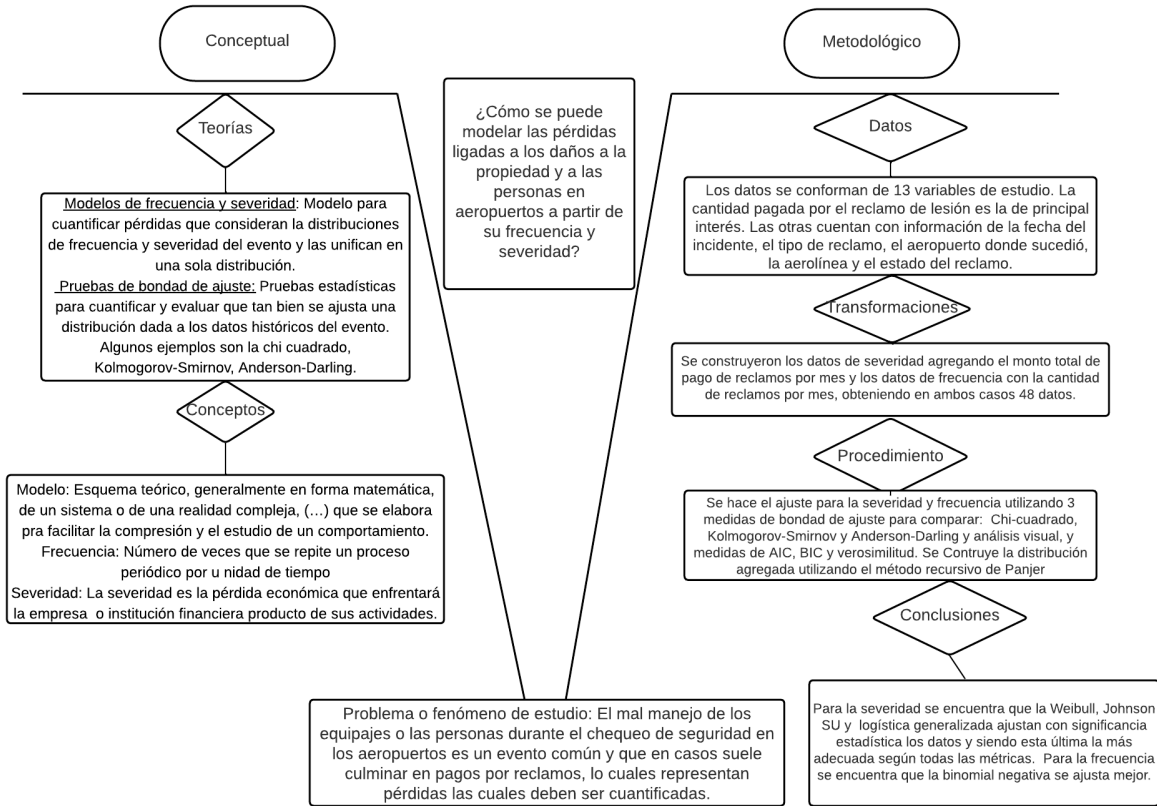 Conceptual
Teorías
Modelos de frecuencia y severidad: Modelo para
cuantificar pérdidas que consideran la distribuciones
de frecuencia y severidad del evento y las unifican en
una sola distribución.
Pruebas de bondad de ajuste: Pruebas estadísticas
para cuantificar y evaluar que tan bien se ajusta una
distribución dada a los datos históricos del evento.
Algunos ejemplos son la chi cuadrado,
Kolmogorov-Smirnov, Anderson-Darling.
Conceptos
Modelo: Esquema teórico, generalmente en forma matemática,
de un sistema o de una realidad compleja, (…) que se elabora
pra facilitar la compresión y el estudio de un comportamiento.
Frecuencia: Número de veces que se repite un proceso
periódico por u nidad de tiempo
Severidad: La severidad es la pérdida económica que enfrentará
la empresa o institución financiera producto de sus actividades.
¿Cómo se puede
modelar las pérdidas
ligadas a los daños a la
propiedad y a las
personas en
aeropuertos a partir de
su frecuencia y
severidad?
Metodológico
Datos
Los datos se conforman de 13 variables de estudio. La
cantidad pagada por el reclamo de lesión es la de principal
interés. Las otras cuentan con información de la fecha del
incidente, el tipo de reclamo, el aeropuerto donde sucedió,
la aerolínea y el estado del reclamo.
Transformaciones
Se construyeron los datos de severidad agregando el monto total de
pago de reclamos por mes y los datos de frecuencia con la cantidad
de reclamos por mes, obteniendo en ambos casos 48 datos.
Procedimiento
Se hace el ajuste para la severidad y frecuencia utilizando 3
medidas de bondad de ajuste para comparar: Chi-cuadrado,
Kolmogorov-Smirnov y Anderson-Darling y análisis visual, y
medidas de AIC, BIC y verosimilitud. Se Contruye la distribución
agregada utilizando el método recursivo de Panjer
Conclusiones
Para la severidad se encuentra que la Weibull, Johnson
SU y logística generalizada ajustan con significancia
estadística los datos y siendo esta última la más
adecuada según todas las métricas. Para la frecuencia
se encuentra que la binomial negativa se ajusta mejor.
Problema o fenómeno de estudio: El mal manejo de los
equipajes o las personas durante el chequeo de seguridad en
los aeropuertos es un evento común y que en casos suele
culminar en pagos por reclamos, lo cuales representan
pérdidas las cuales deben ser cuantificadas.